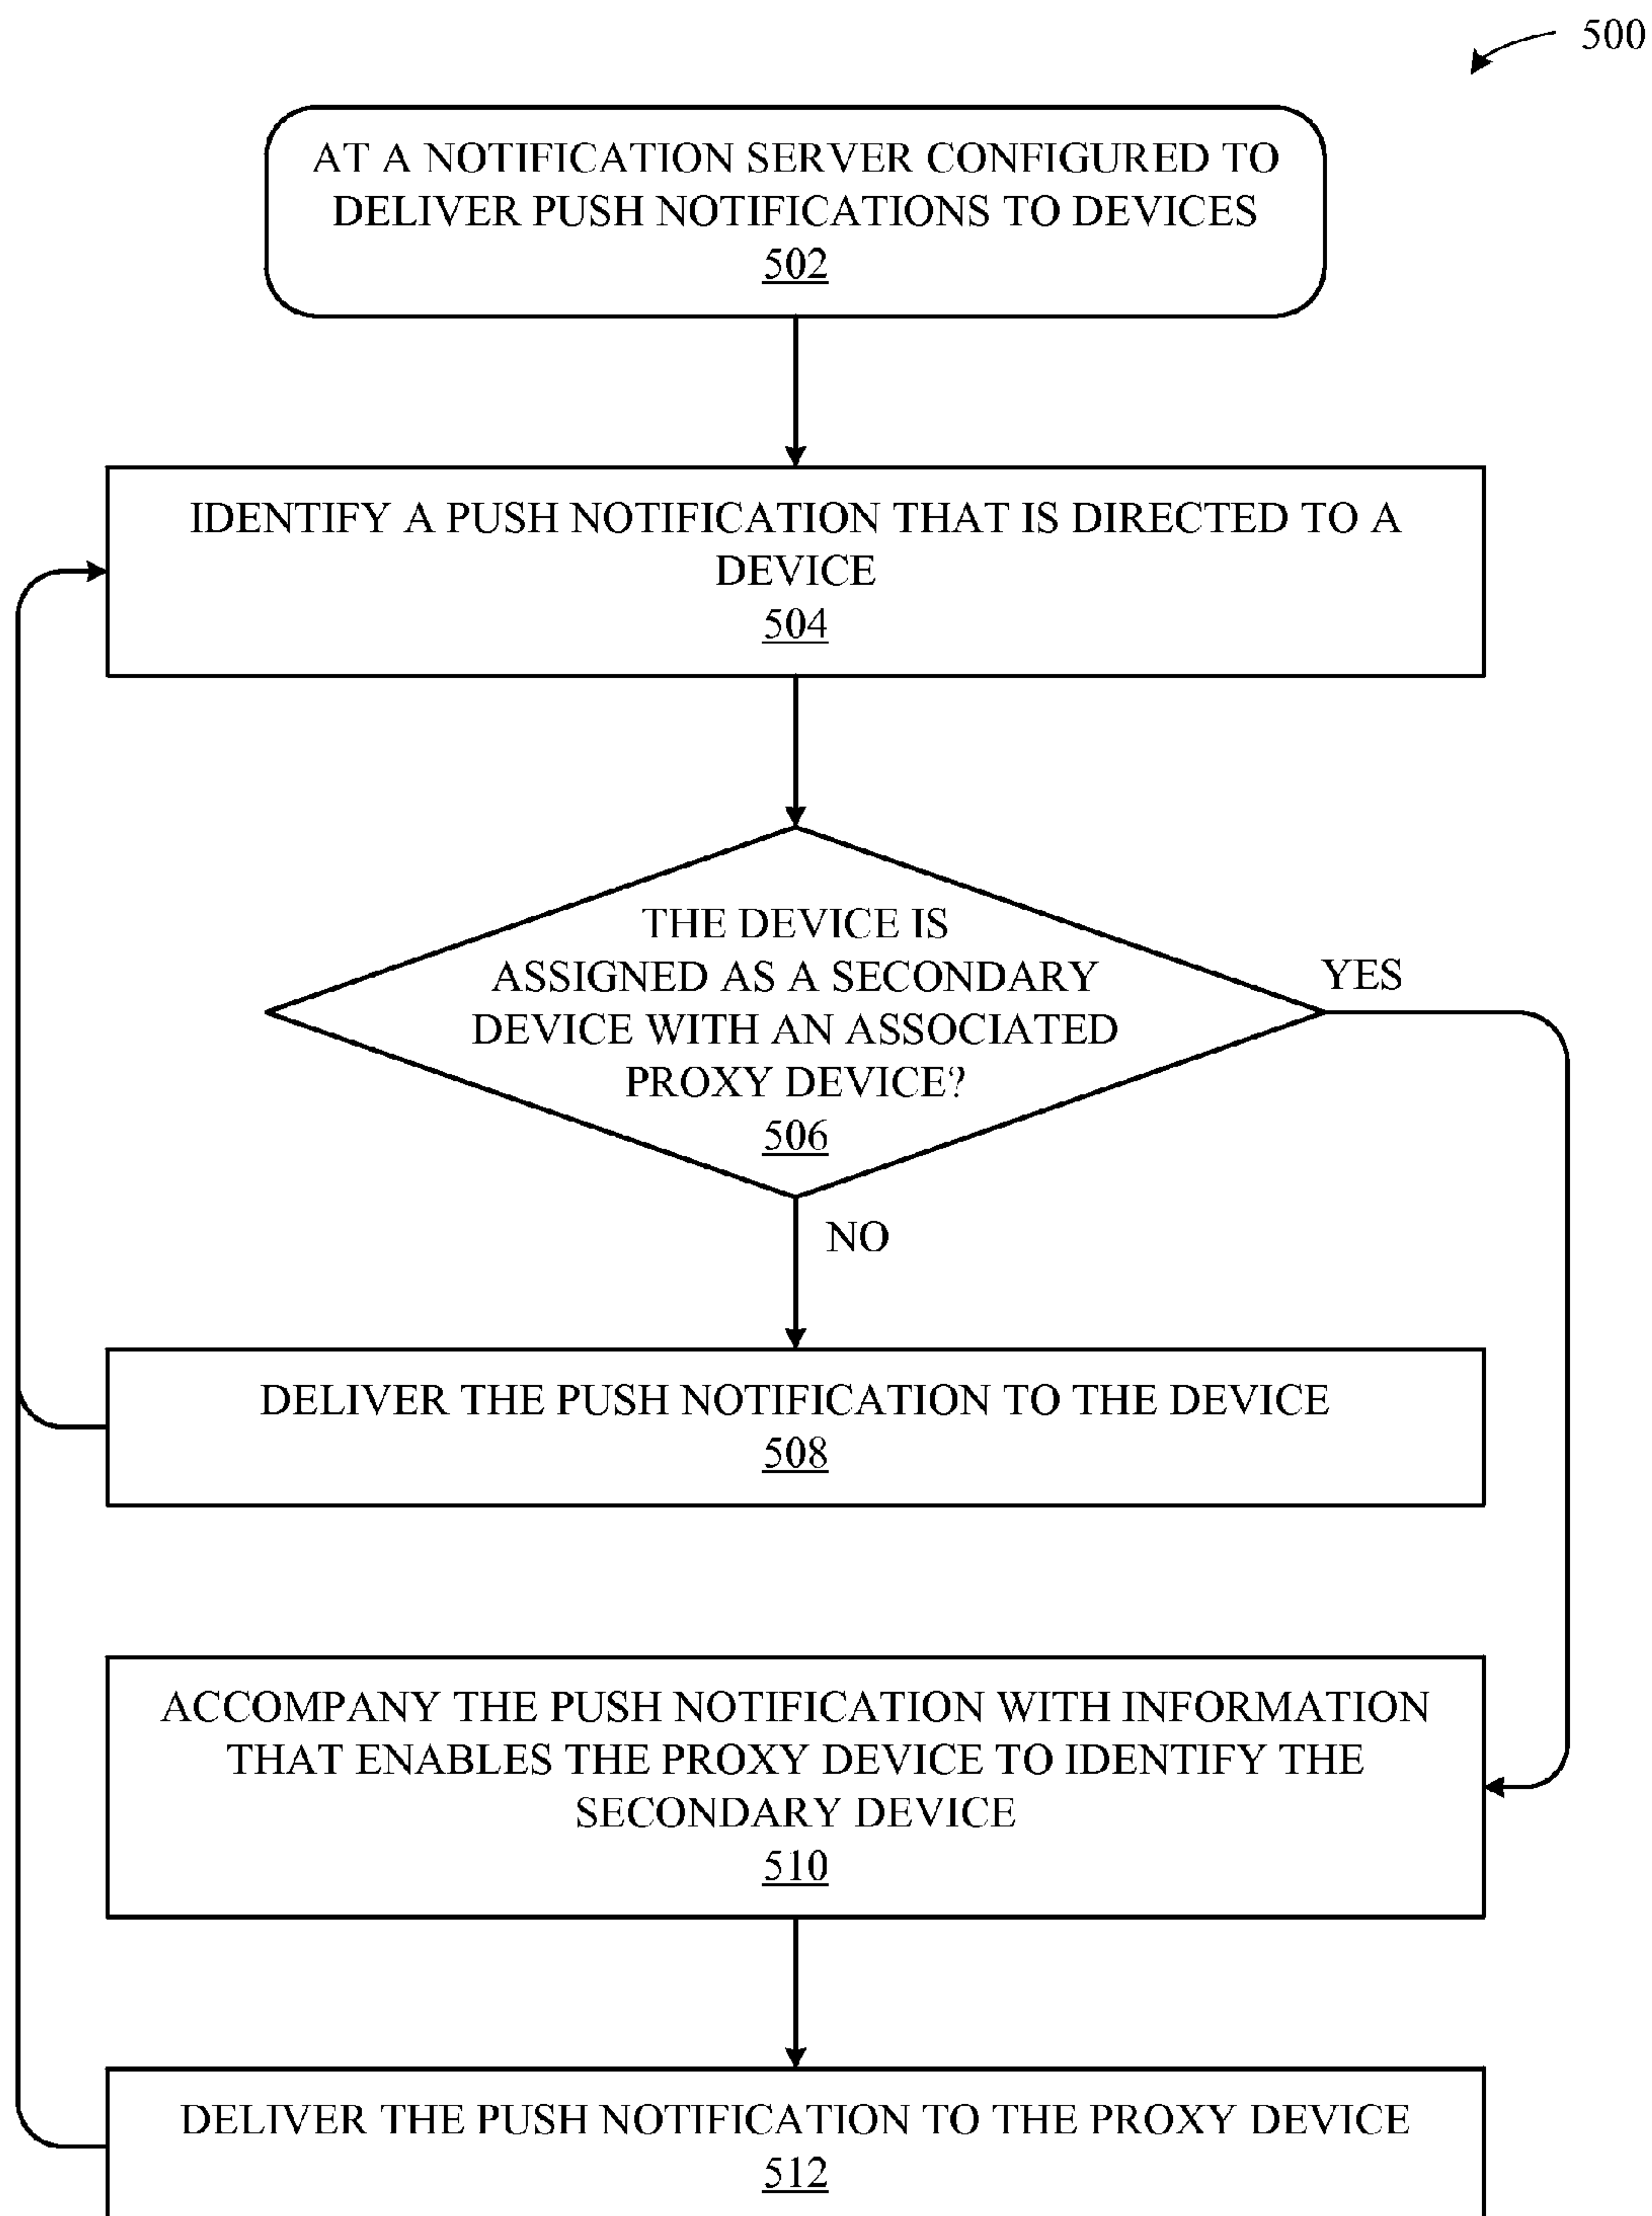 500
AT A NOTIFICATION SERVER CONFIGURED TO
DELIVER PUSH NOTIFICATIONS TO DEVICES
502
IDENTIFY A PUSH NOTIFICATION THAT IS DIRECTED TO A
DEVICE
504
THE DEVICE IS
ASSIGNED AS A SECONDARY
DEVICE WITH AN ASSOCIATED
PROXY DEVICE?
506
YES
NO
DELIVER THE PUSH NOTIFICATION TO THE DEVICE
508
ACCOMPANY THE PUSH NOTIFICATION WITH INFORMATION
THAT ENABLES THE PROXY DEVICE TO IDENTIFY THE
SECONDARY DEVICE
510
DELIVER THE PUSH NOTIFICATION TO THE PROXY DEVICE
512